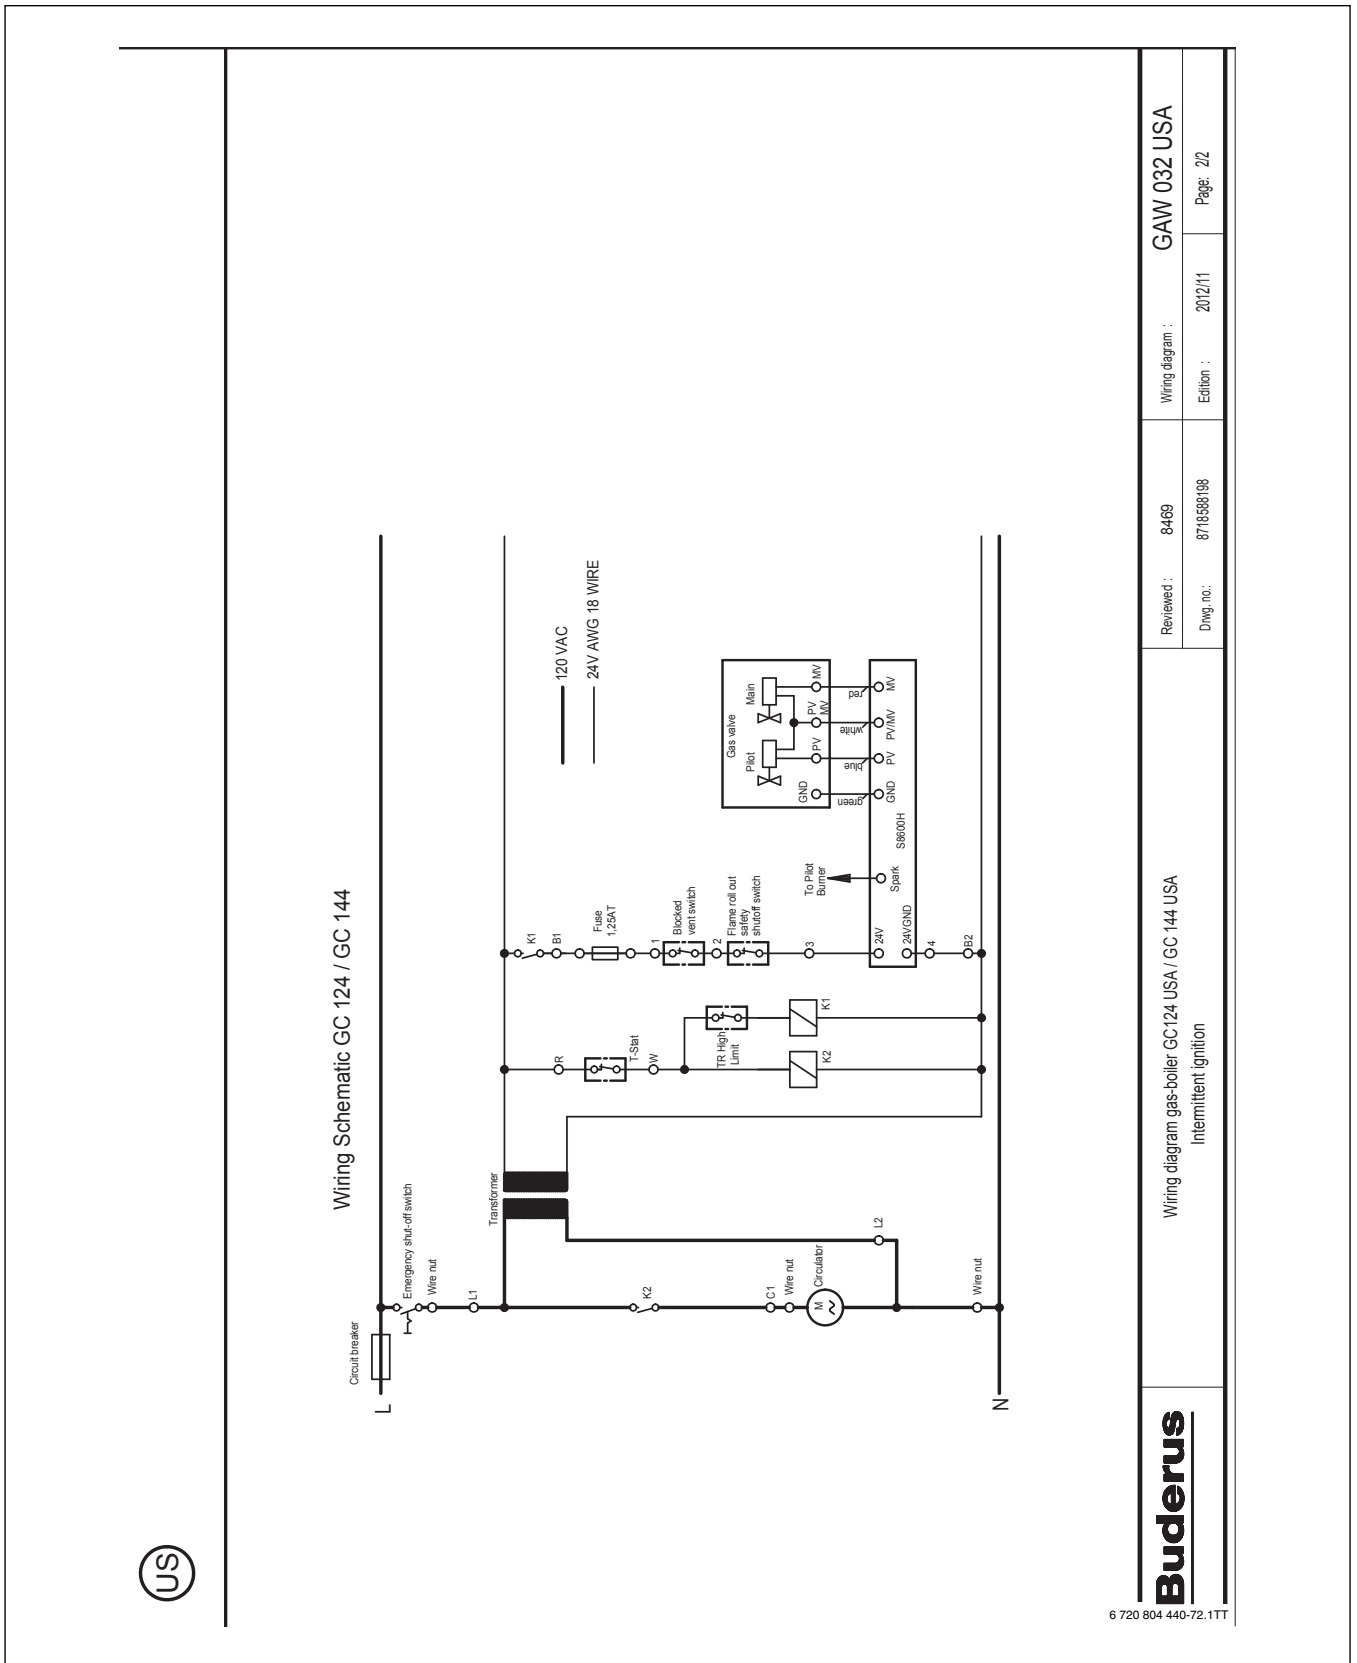 US
Wiring Schematic GC 124 / GC 144
L
Circuit breaker
Emergency shut-off switch
Wire nut
L1
K2
C1
Wire nut
M
Circulator
L2
Wire nut
N
Transformer
R
T-Stat
W
TR High
Limit
K2
K1
K1
B1
Fuse
1,25AT
1
Blocked
vent switch
2
Flame roll out
safety
shutoff switch
3
24V
24VGND
4
B2
To Pilot
Burner
Spark
S8600H
Gas valve
Pilot
Main
GND
PV
PV
MV
MV
green
blue
white
red
GND
PV
PV/MV
MV
120 VAC
24V AWG 18 WIRE
Buderus
Wiring diagram gas-boiler GC124 USA / GC 144 USA
Intermittent ignition
Reviewed : 8469
Drwg. no.: 8718588198
Wiring diagram : GAW 032 USA
Edition : 2012/11
Page: 2/2
6 720 804 440-72.1TT